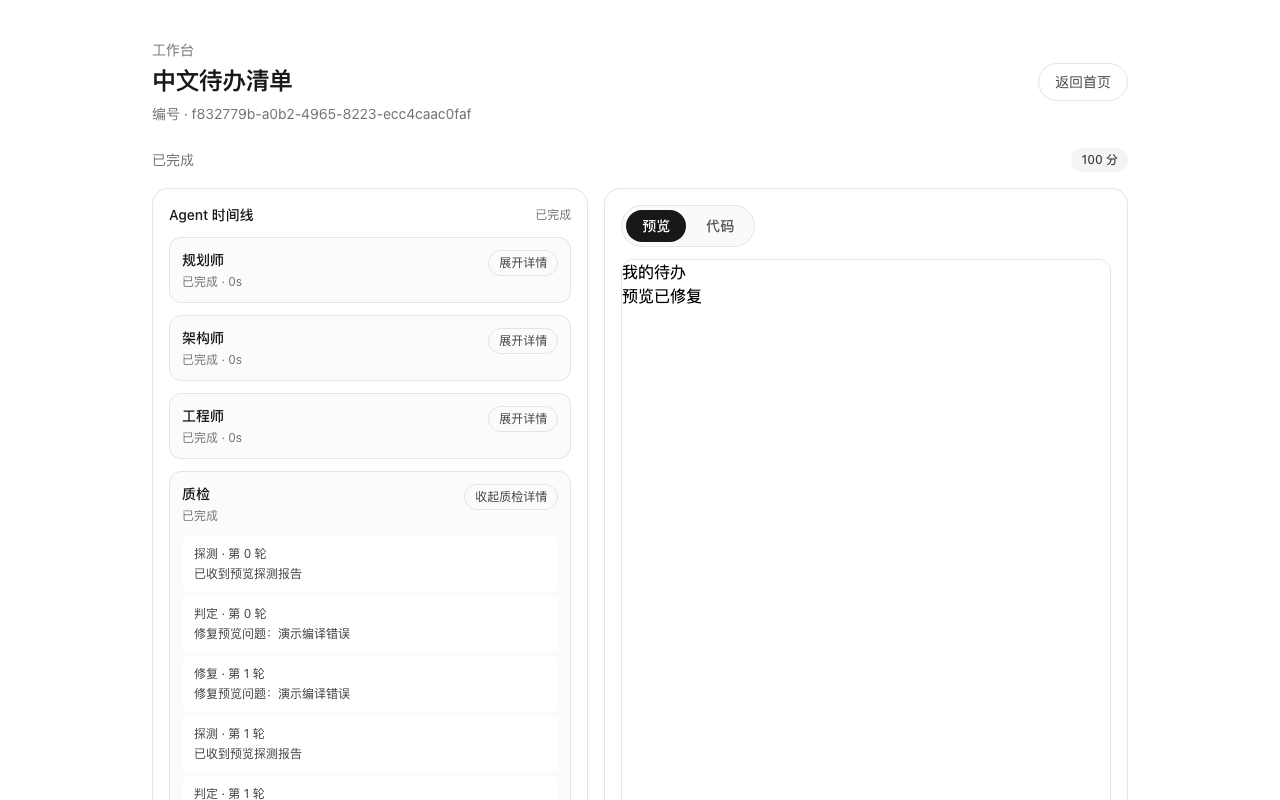 工作台
中文待办清单
返回首页
编号 · f832779b-a0b2-4965-8223-ecc4caac0faf
已完成
100 分
Agent 时间线
已完成
规划师
展开详情
已完成 · 0s
架构师
展开详情
已完成 · 0s
工程师
展开详情
已完成 · 0s
质检
收起质检详情
已完成
探测 · 第 0 轮
已收到预览探测报告
判定 · 第 0 轮
修复预览问题：演示编译错误
修复 · 第 1 轮
修复预览问题：演示编译错误
探测 · 第 1 轮
已收到预览探测报告
判定 · 第 1 轮
预览
代码
我的待办
预览已修复